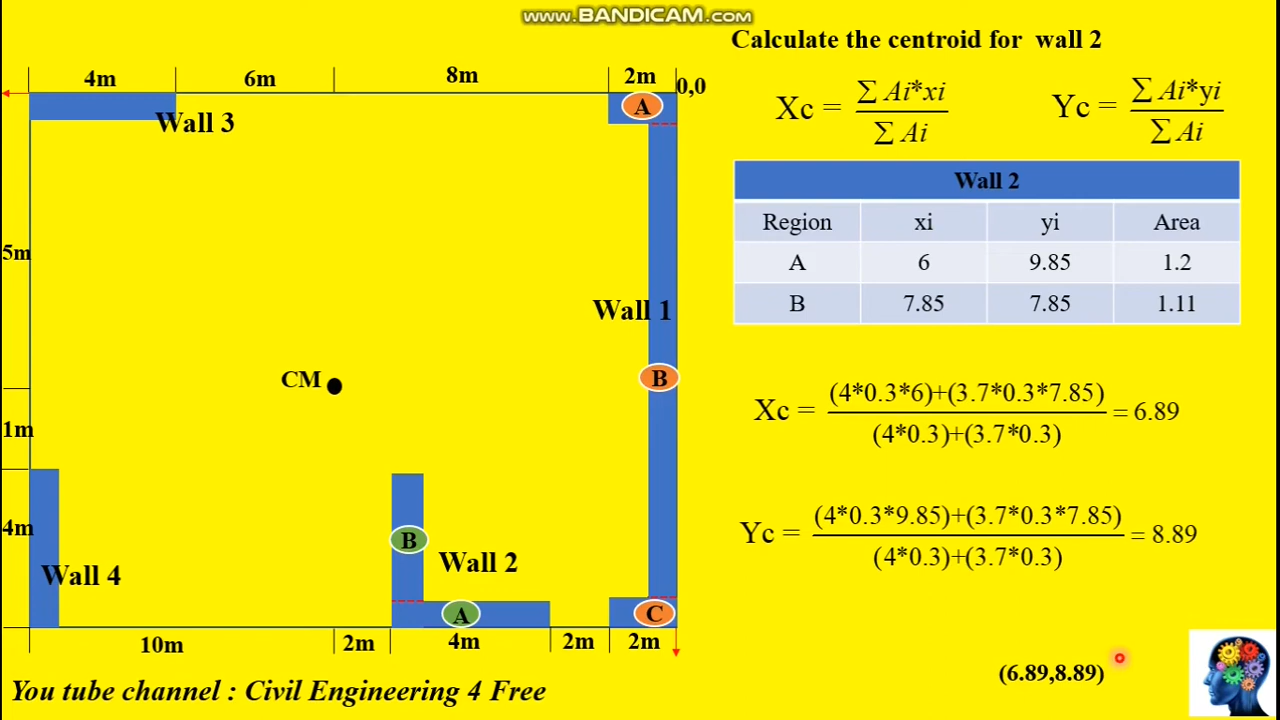 www.BANDICAM.com
Calculate the centroid for wall 2
4m
6m
8m
2m
0,0
A
Wall 3
Xc = ∑ Ai*xi / ∑ Ai
Yc = ∑ Ai*yi / ∑ Ai
Wall 2
Region xi yi Area
A 6 9.85 1.2
B 7.85 7.85 1.11
5m
Wall 1
CM
B
1m
Xc = (4*0.3*6)+(3.7*0.3*7.85) / (4*0.3)+(3.7*0.3) = 6.89
4m
B
Wall 2
Wall 4
A
C
Yc = (4*0.3*9.85)+(3.7*0.3*7.85) / (4*0.3)+(3.7*0.3) = 8.89
10m
2m
4m
2m
2m
(6.89,8.89)
You tube channel : Civil Engineering 4 Free